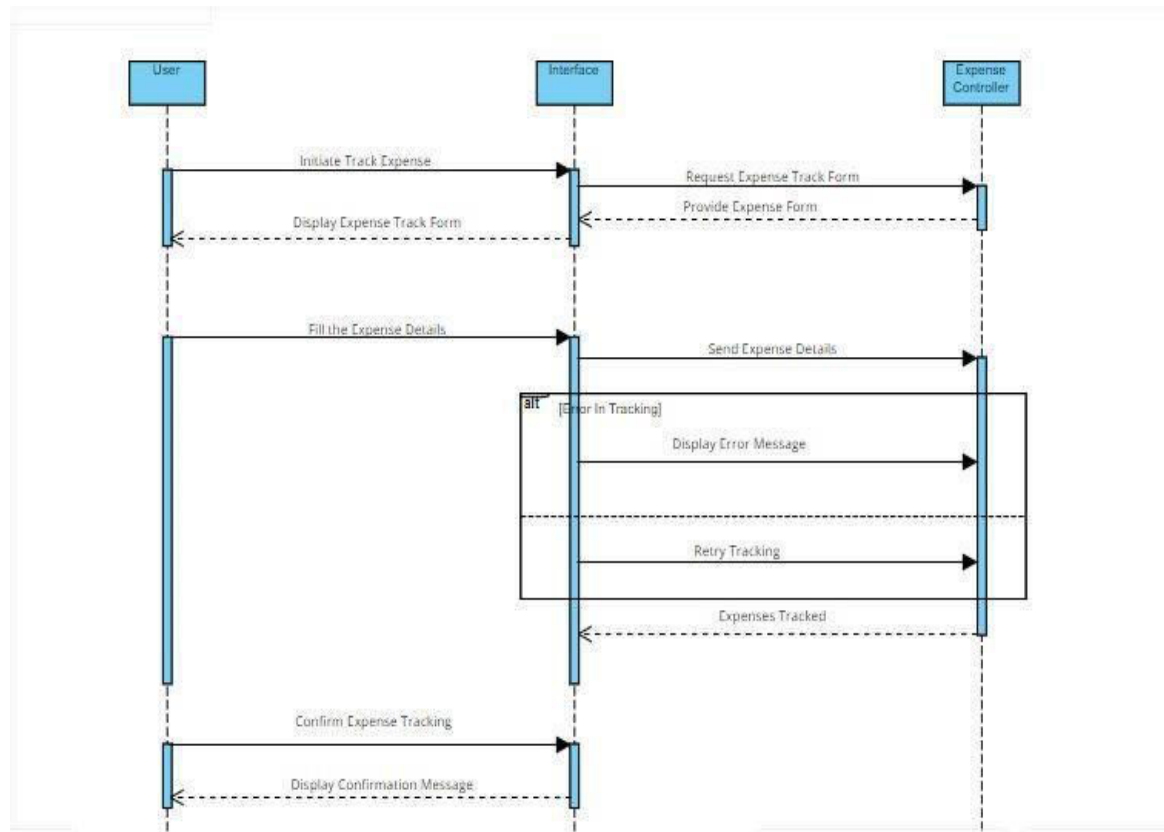 User
Interface
Expense
Controller
Initiate Track Expense
Request Expense Track Form
Provide Expense Form
Display Expense Track Form
Fill the Expense Details
Send Expense Details
alt
[Error In Tracking]
Display Error Message
Retry Tracking
Expenses Tracked
Confirm Expense Tracking
Display Confirmation Message